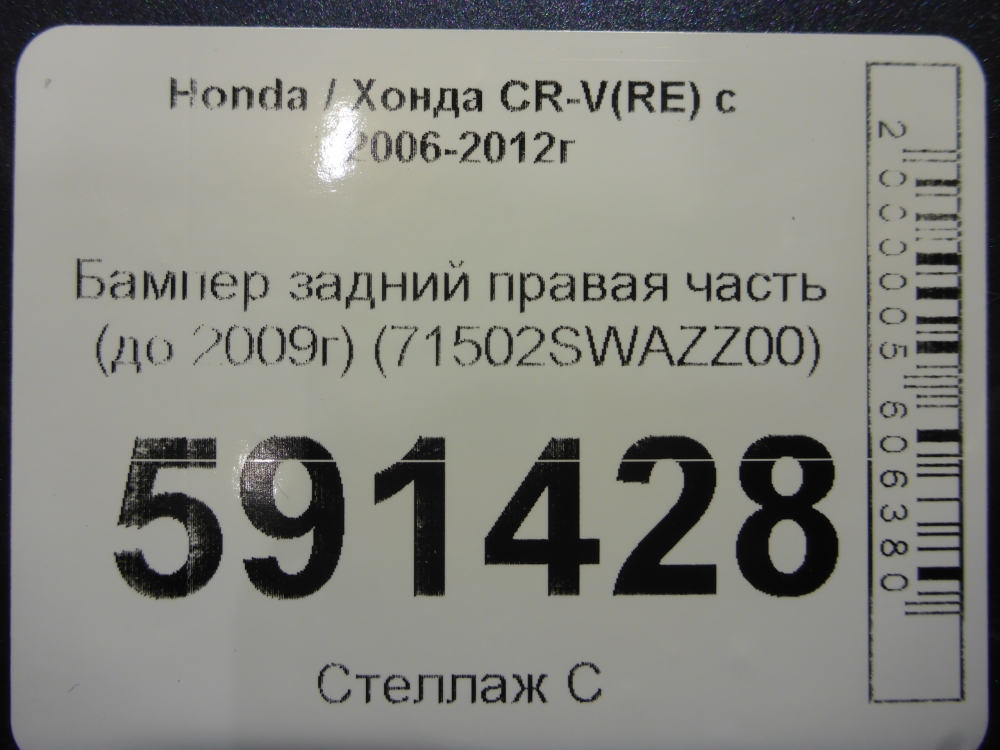 Honda / Хонда CR-V(RE) с
2006-2012г
Бампер задний правая часть
(до 2009г) (71502SWAZZ00)
591428
Стеллаж С
2000005606380